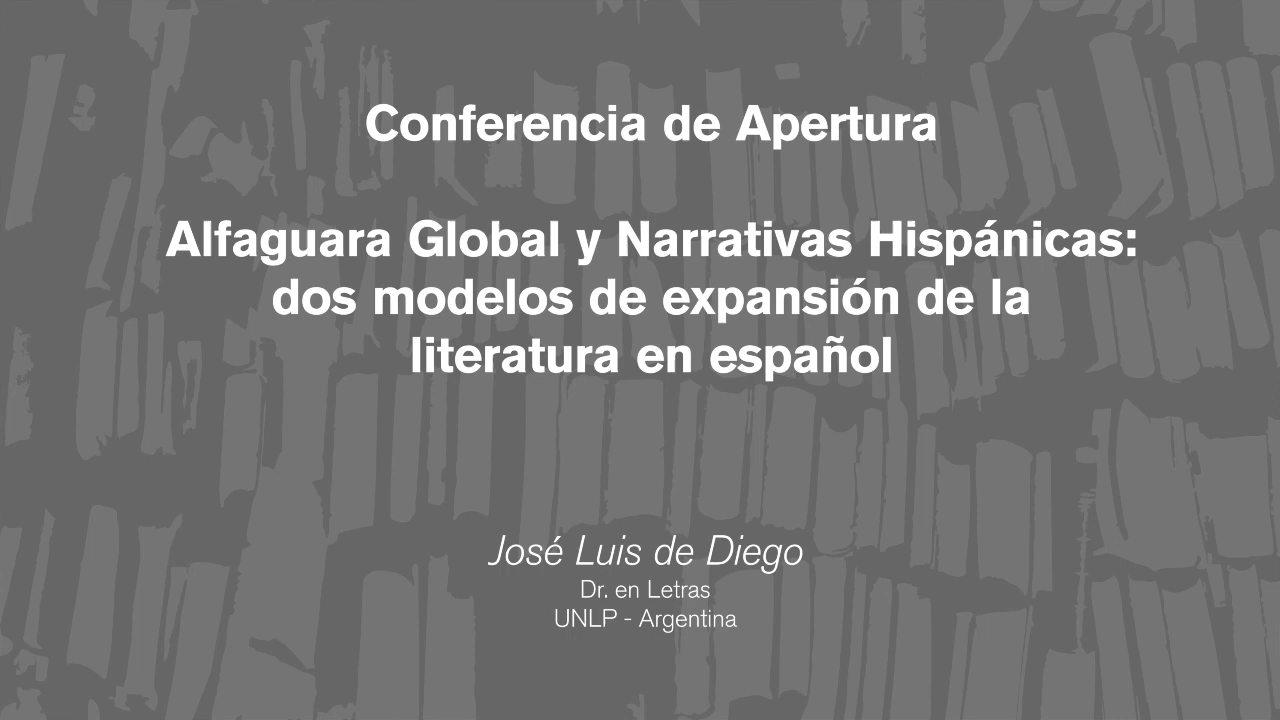 Conferencia de Apertura
Alfaguara Global y Narrativas Hispánicas:
dos modelos de expansión de la
literatura en español
José Luis de Diego
Dr. en Letras
UNLP - Argentina